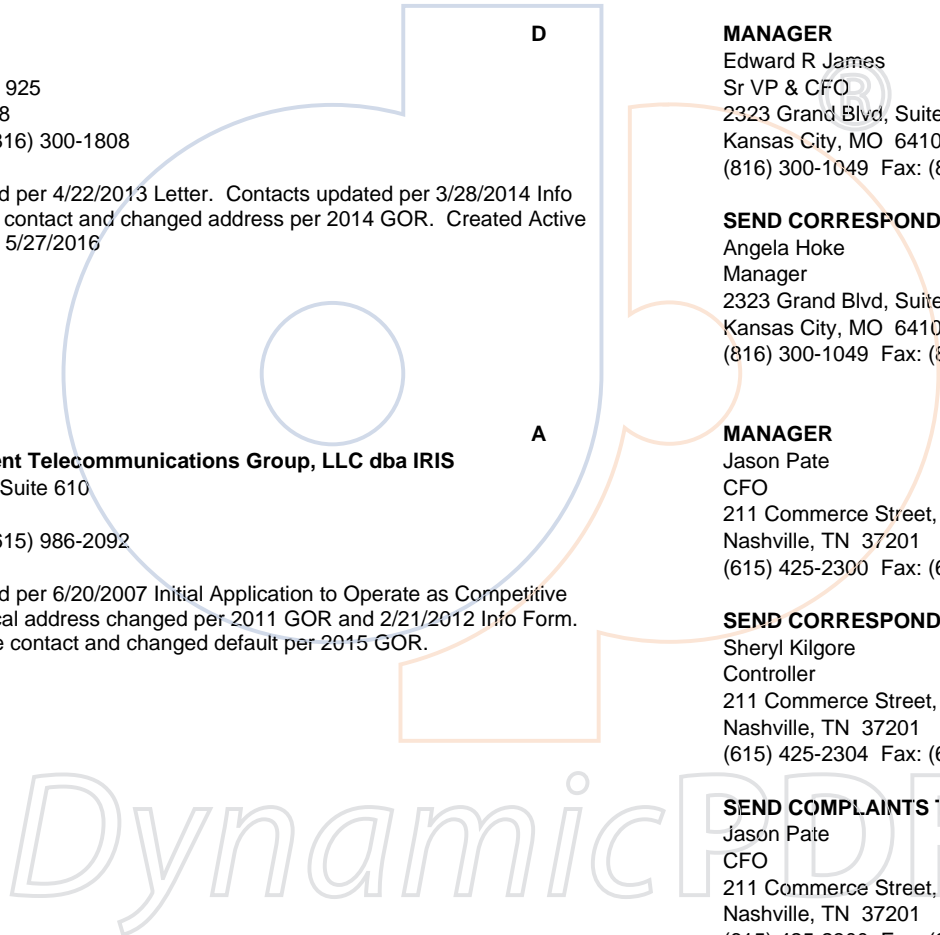 D
925
8
816) 300-1808
d per 4/22/2013 Letter. Contacts updated per 3/28/2014 Info
contact and changed address per 2014 GOR. Created Active
5/27/2016
MANAGER
Edward R James
Sr VP & CFO
2323 Grand Blvd, Suite
Kansas City, MO 6410
(816) 300-1049 Fax: (8
SEND CORRESPOND
Angela Hoke
Manager
2323 Grand Blvd, Suite
Kansas City, MO 6410
(816) 300-1049 Fax: (8
A
ent Telecommunications Group, LLC dba IRIS
Suite 610
615) 986-2092
d per 6/20/2007 Initial Application to Operate as Competitive
cal address changed per 2011 GOR and 2/21/2012 Info Form.
e contact and changed default per 2015 GOR.
MANAGER
Jason Pate
CFO
211 Commerce Street,
Nashville, TN 37201
(615) 425-2300 Fax: (6
SEND CORRESPOND
Sheryl Kilgore
Controller
211 Commerce Street,
Nashville, TN 37201
(615) 425-2304 Fax: (6
SEND COMPLAINTS T
Jason Pate
CFO
211 Commerce Street,
Nashville, TN 37201
DynamicPDF
®